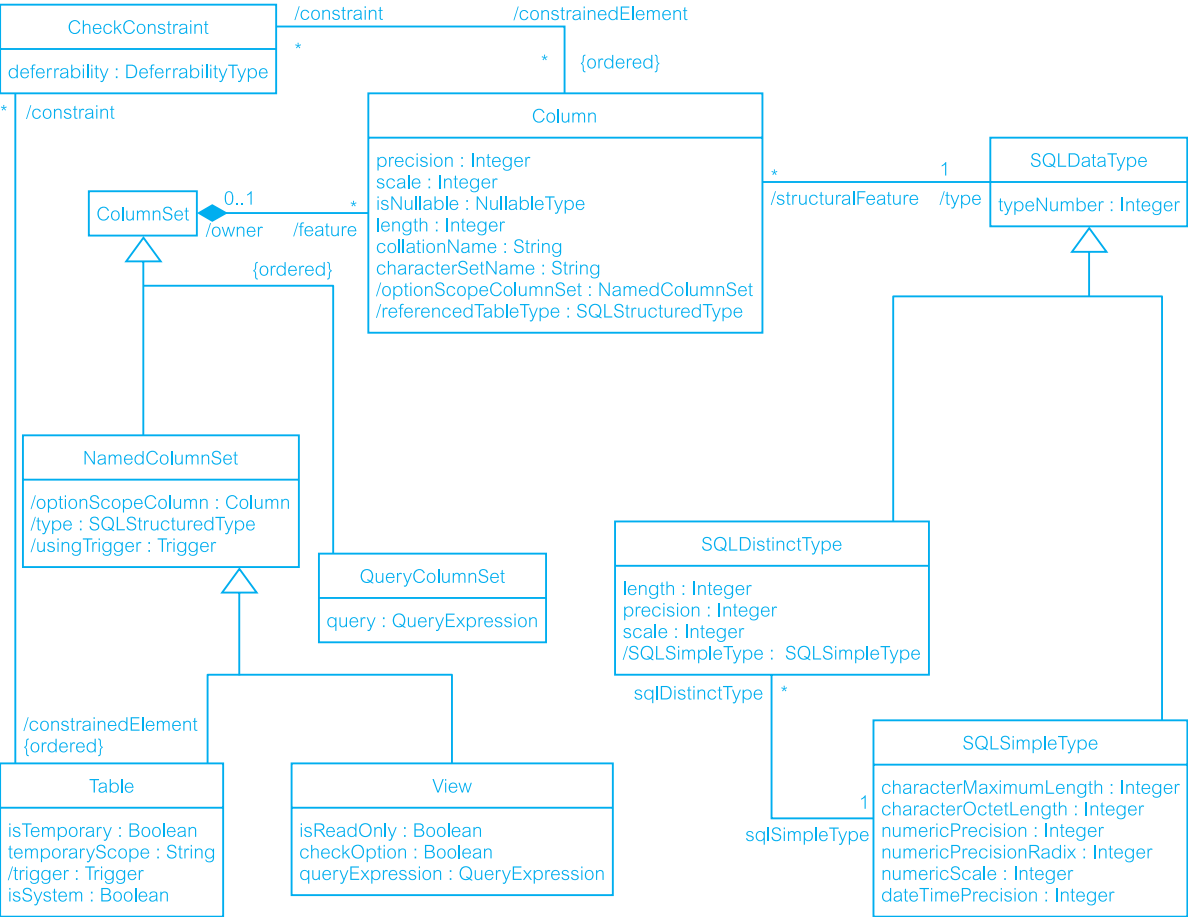 /constraint
/constrainedElement
CheckConstraint
*
*
{ordered}
deferrability : DeferrabilityType
*
/constraint
Column
precision : Integer
scale : Integer
isNullable : NullableType
length : Integer
collationName : String
characterSetName : String
/optionScopeColumnSet : NamedColumnSet
/referencedTableType : SQLStructuredType
SQLDataType
typeNumber : Integer
*
1
/structuralFeature
/type
ColumnSet
0..1
*
/owner
/feature
{ordered}
NamedColumnSet
/optionScopeColumn : Column
/type : SQLStructuredType
/usingTrigger : Trigger
QueryColumnSet
query : QueryExpression
SQLDistinctType
length : Integer
precision : Integer
scale : Integer
/SQLSimpleType : SQLSimpleType
sqlDistinctType
*
/constrainedElement
{ordered}
Table
isTemporary : Boolean
temporaryScope : String
/trigger : Trigger
isSystem : Boolean
View
isReadOnly : Boolean
checkOption : Boolean
queryExpression : QueryExpression
1
sqlSimpleType
SQLSimpleType
characterMaximumLength : Integer
characterOctetLength : Integer
numericPrecision : Integer
numericPrecisionRadix : Integer
numericScale : Integer
dateTimePrecision : Integer